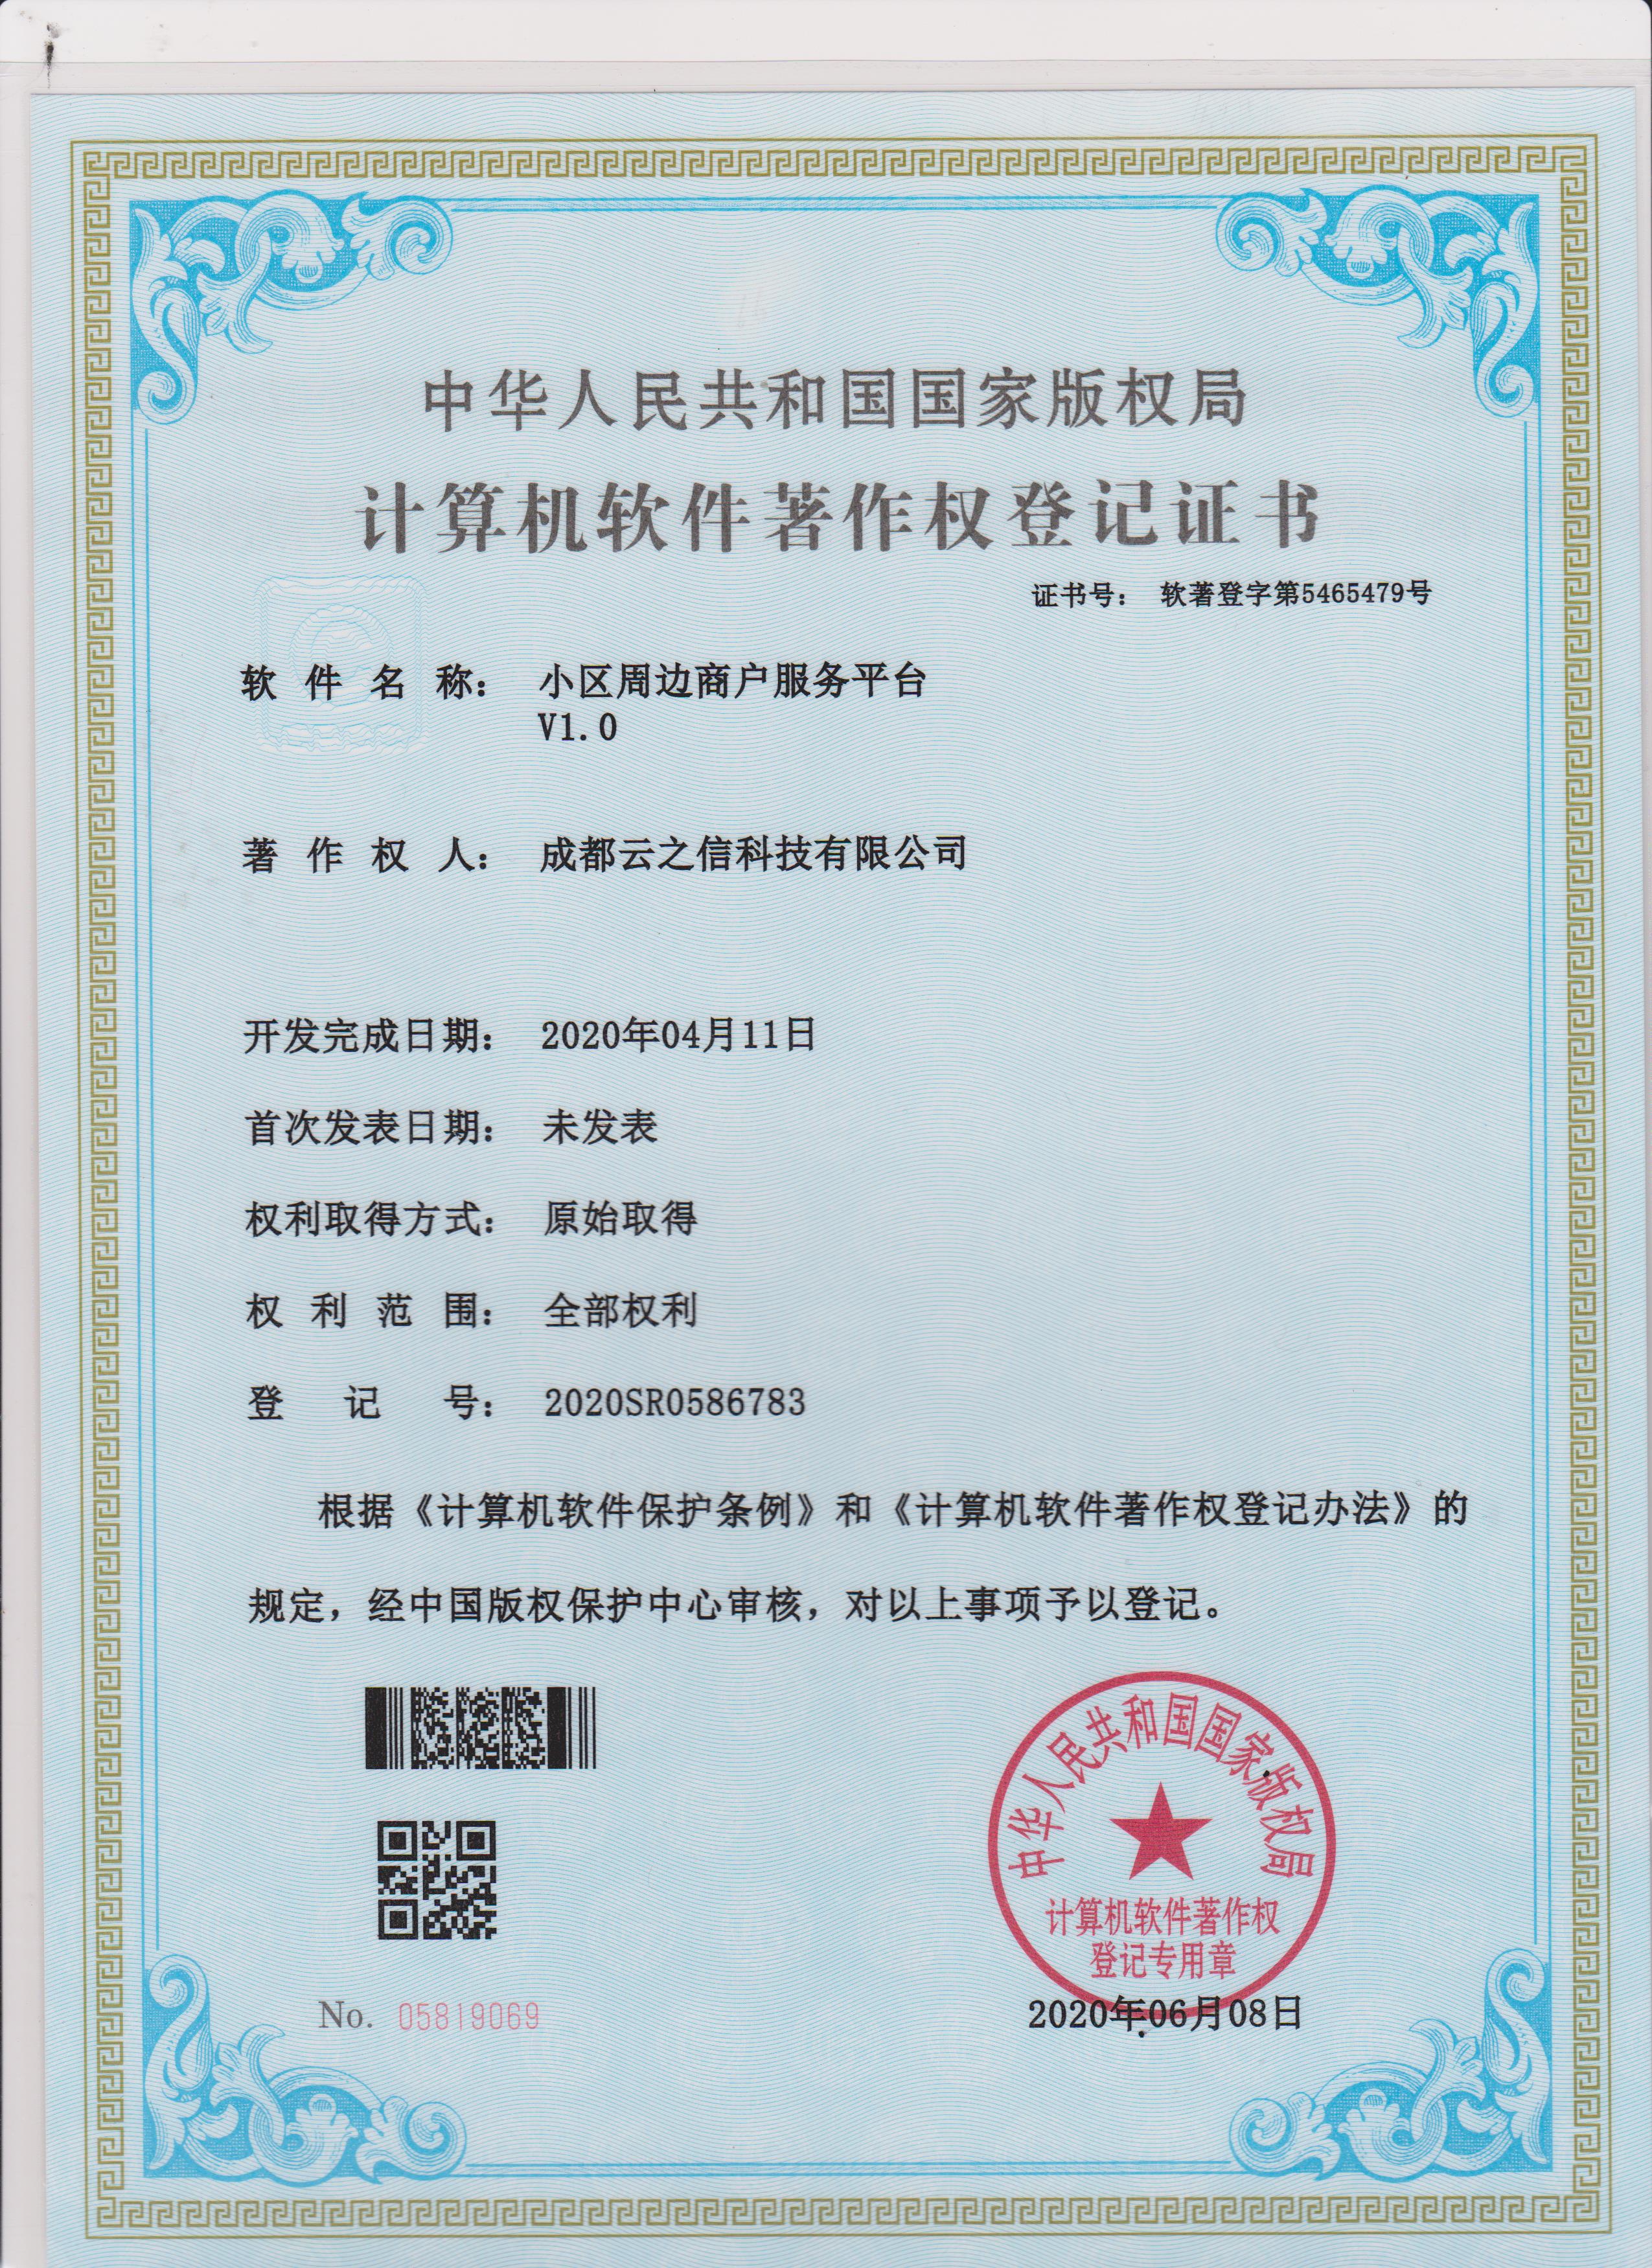 中华人民共和国国家版权局
计算机软件著作权登记证书
证书号： 软著登字第5465479号
软件名称： 小区周边商户服务平台
V1.0
著作权人： 成都云之信科技有限公司
开发完成日期： 2020年04月11日
首次发表日期： 未发表
权利取得方式： 原始取得
权利范围： 全部权利
登记号： 2020SR0586783
根据《计算机软件保护条例》和《计算机软件著作权登记办法》的
规定，经中国版权保护中心审核，对以上事项予以登记。
中华人民共和国国家版权局
计算机软件著作权
登记专用章
No. 05819069
2020年06月08日